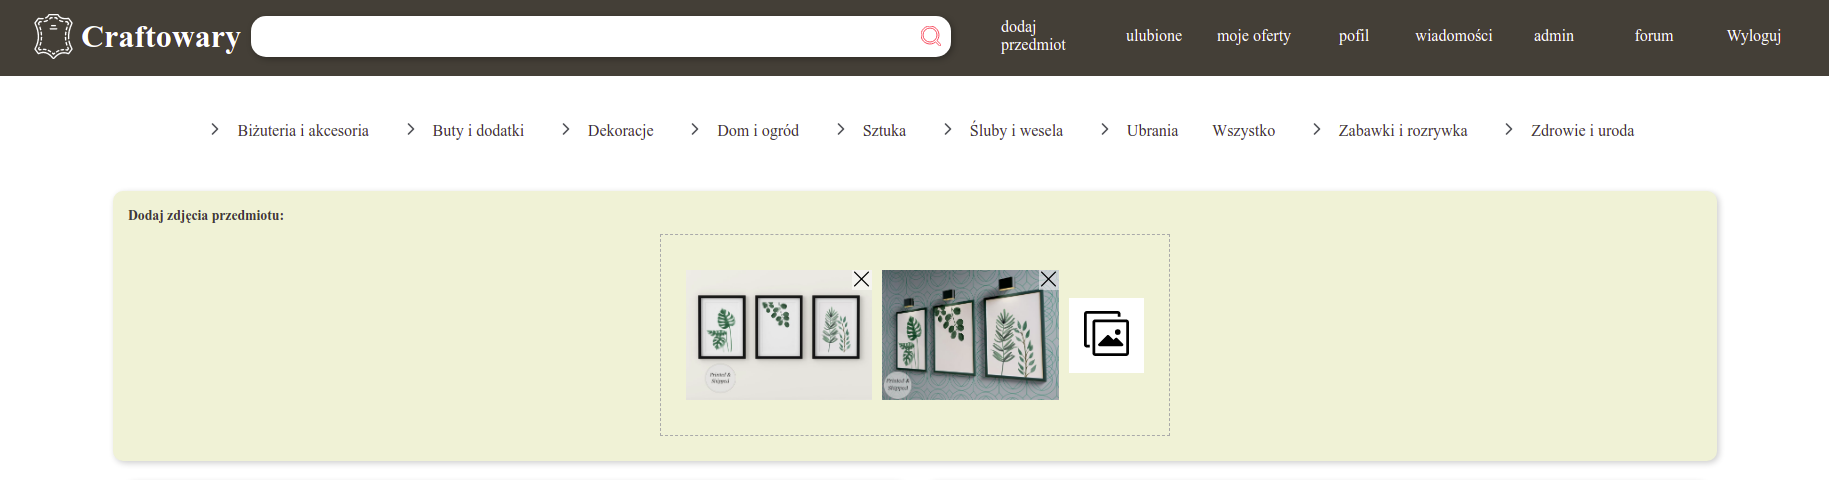 Craftowary
dodaj
przedmiot
ulubione
moje oferty
pofil
wiadomości
admin
forum
Wyloguj
Biżuteria i akcesoria
Buty i dodatki
Dekoracje
Dom i ogród
Sztuka
Śluby i wesela
Ubrania
Wszystko
Zabawki i rozrywka
Zdrowie i uroda
Dodaj zdjęcia przedmiotu:
Printed &
Shipped
Printed &
Shipped